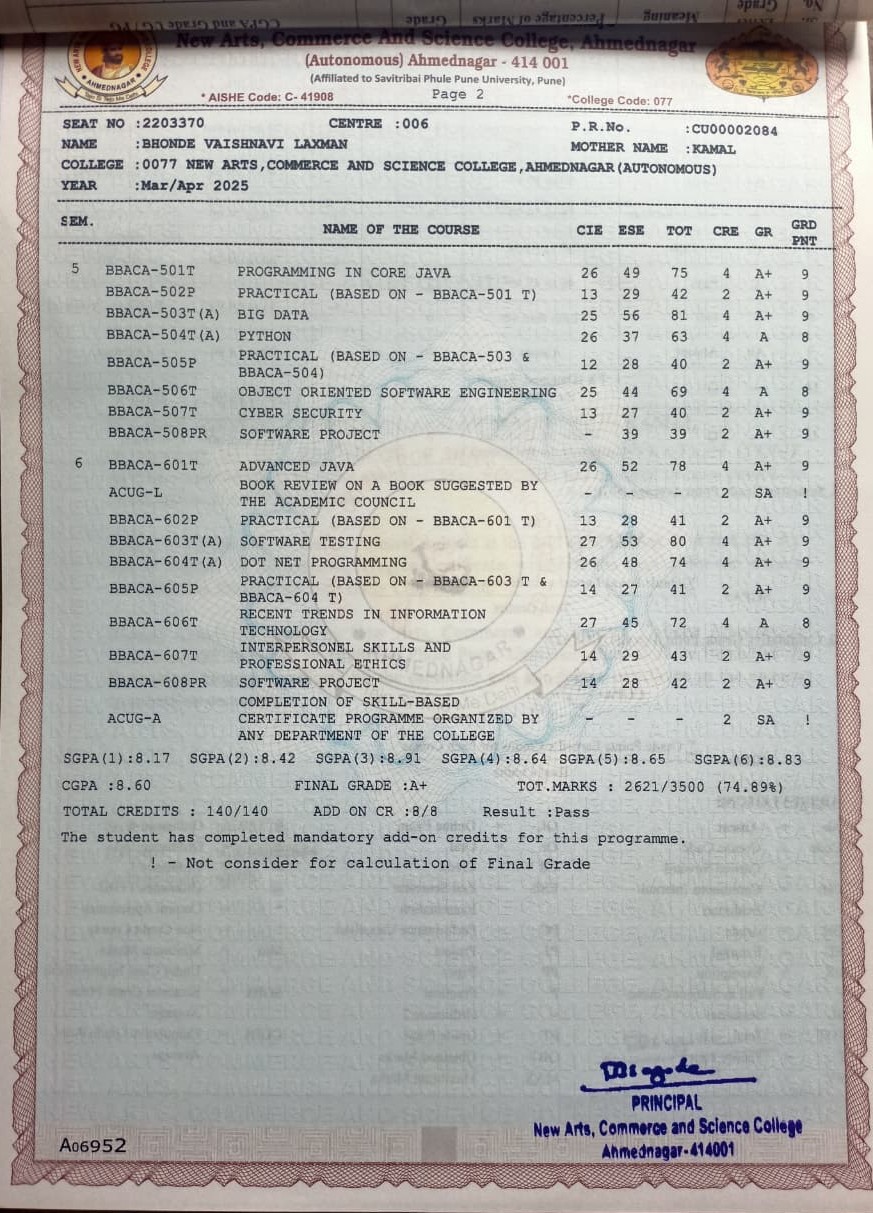 No. Grade Meaning Percentage of Marks Grade CGPA and Grade UG / PG
New Arts, Commerce And Science College, Ahmednagar
(Autonomous) Ahmednagar - 414 001
(Affiliated to Savitribai Phule Pune University, Pune)
* AISHE Code: C- 41908 Page 2 *College Code: 077
AHMEDNAGAR
SEAT NO :2203370 CENTRE :006 P.R.No. :CU00002084
NAME :BHONDE VAISHNAVI LAXMAN MOTHER NAME :KAMAL
COLLEGE :0077 NEW ARTS,COMMERCE AND SCIENCE COLLEGE,AHMEDNAGAR(AUTONOMOUS)
YEAR :Mar/Apr 2025
SEM. NAME OF THE COURSE CIE ESE TOT CRE GR GRD
PNT
5 BBACA-501T PROGRAMMING IN CORE JAVA 26 49 75 4 A+ 9
BBACA-502P PRACTICAL (BASED ON - BBACA-501 T) 13 29 42 2 A+ 9
BBACA-503T(A) BIG DATA 25 56 81 4 A+ 9
BBACA-504T(A) PYTHON 26 37 63 4 A 8
BBACA-505P PRACTICAL (BASED ON - BBACA-503 & 12 28 40 2 A+ 9
BBACA-504)
BBACA-506T OBJECT ORIENTED SOFTWARE ENGINEERING 25 44 69 4 A 8
BBACA-507T CYBER SECURITY 13 27 40 2 A+ 9
BBACA-508PR SOFTWARE PROJECT - 39 39 2 A+ 9
6 BBACA-601T ADVANCED JAVA 26 52 78 4 A+ 9
ACUG-L BOOK REVIEW ON A BOOK SUGGESTED BY - - - 2 SA !
THE ACADEMIC COUNCIL
BBACA-602P PRACTICAL (BASED ON - BBACA-601 T) 13 28 41 2 A+ 9
BBACA-603T(A) SOFTWARE TESTING 27 53 80 4 A+ 9
BBACA-604T(A) DOT NET PROGRAMMING 26 48 74 4 A+ 9
BBACA-605P PRACTICAL (BASED ON - BBACA-603 T & 14 27 41 2 A+ 9
BBACA-604 T)
BBACA-606T RECENT TRENDS IN INFORMATION 27 45 72 4 A 8
TECHNOLOGY
BBACA-607T INTERPERSONEL SKILLS AND 14 29 43 2 A+ 9
PROFESSIONAL ETHICS
BBACA-608PR SOFTWARE PROJECT 14 28 42 2 A+ 9
COMPLETION OF SKILL-BASED
ACUG-A CERTIFICATE PROGRAMME ORGANIZED BY - - - 2 SA !
ANY DEPARTMENT OF THE COLLEGE
SGPA(1):8.17 SGPA(2):8.42 SGPA(3):8.91 SGPA(4):8.64 SGPA(5):8.65 SGPA(6):8.83
CGPA :8.60 FINAL GRADE :A+ TOT.MARKS : 2621/3500 (74.89%)
TOTAL CREDITS : 140/140 ADD ON CR :8/8 Result :Pass
The student has completed mandatory add-on credits for this programme.
! - Not consider for calculation of Final Grade
PRINCIPAL
New Arts, Commerce and Science College
Ahmednagar-414001
A06952